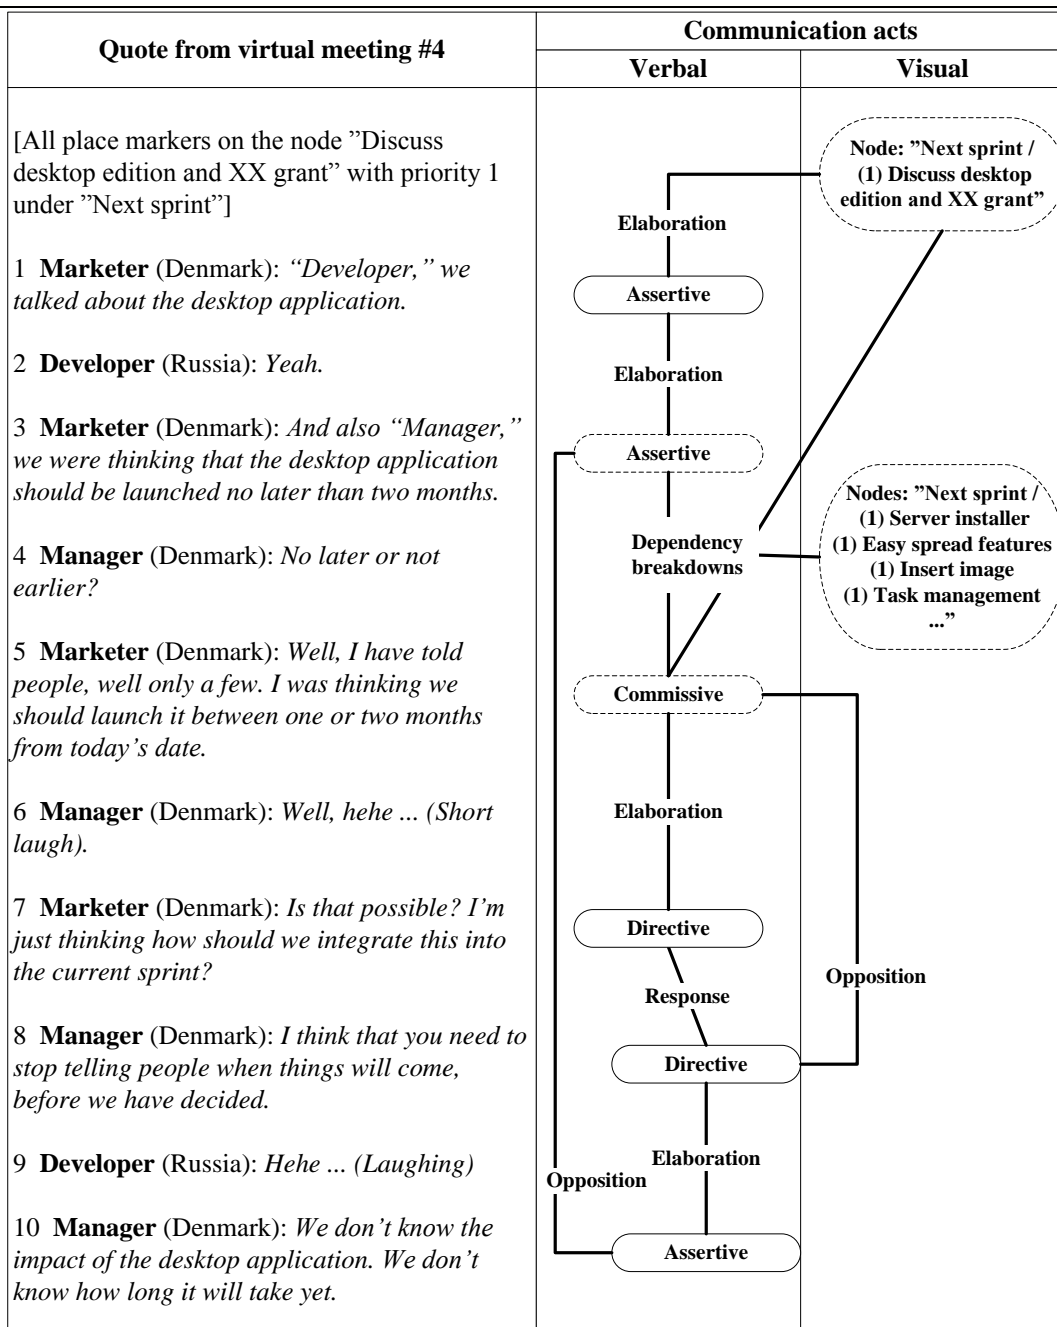 Quote from virtual meeting #4
Communication acts
Verbal
Visual
[All place markers on the node ”Discuss
desktop edition and XX grant” with priority 1
under ”Next sprint”]
1 Marketer (Denmark): “Developer,” we
talked about the desktop application.
2 Developer (Russia): Yeah.
3 Marketer (Denmark): And also “Manager,”
we were thinking that the desktop application
should be launched no later than two months.
4 Manager (Denmark): No later or not
earlier?
5 Marketer (Denmark): Well, I have told
people, well only a few. I was thinking we
should launch it between one or two months
from today’s date.
6 Manager (Denmark): Well, hehe ... (Short
laugh).
7 Marketer (Denmark): Is that possible? I’m
just thinking how should we integrate this into
the current sprint?
8 Manager (Denmark): I think that you need to
stop telling people when things will come,
before we have decided.
9 Developer (Russia): Hehe ... (Laughing)
10 Manager (Denmark): We don’t know the
impact of the desktop application. We don’t
know how long it will take yet.
Elaboration
Assertive
Elaboration
Assertive
Dependency
breakdowns
Commissive
Elaboration
Directive
Response
Directive
Elaboration
Opposition
Assertive
Node: ”Next sprint /
(1) Discuss desktop
edition and XX grant”
Nodes: ”Next sprint /
(1) Server installer
(1) Easy spread features
(1) Insert image
(1) Task management
...”
Opposition